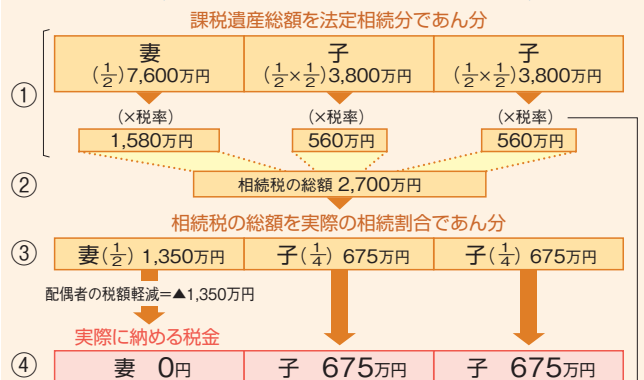 課税遺産総額を法定相続分であん分
①
妻 子 子
(1/2)7,600万円 (1/2×1/2)3,800万円 (1/2×1/2)3,800万円
(×税率) (×税率) (×税率)
1,580万円 560万円 560万円
② 相続税の総額 2,700万円
相続税の総額を実際の相続割合であん分
③ 妻(1/2) 1,350万円 子(1/4) 675万円 子(1/4) 675万円
配偶者の税額軽減=▲1,350万円
実際に納める税金
④ 妻 0円 子 675万円 子 675万円